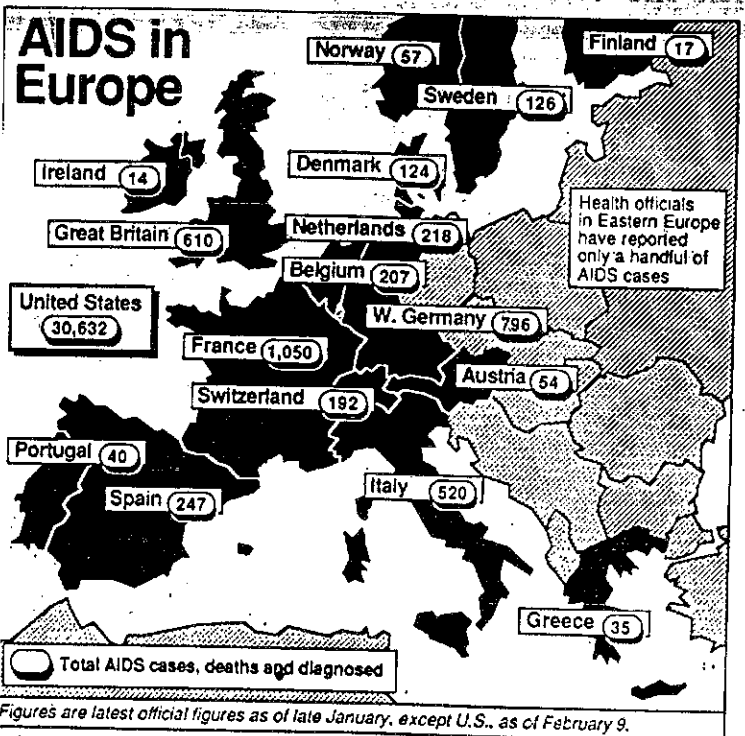 AIDS in
Europe
Norway 57
Finland 17
Sweden 126
Ireland 14
Denmark 124
Health officials
in Eastern Europe
have reported
only a handful of
AIDS cases
Great Britain 610
Netherlands 218
Belgium 207
United States
30,632
W. Germany 796
France 1,050
Austria 54
Switzerland 192
Portugal 40
Spain 247
Italy 520
Greece 35
Total AIDS cases, deaths and diagnosed
Figures are latest official figures as of late January, except U.S., as of February 9.